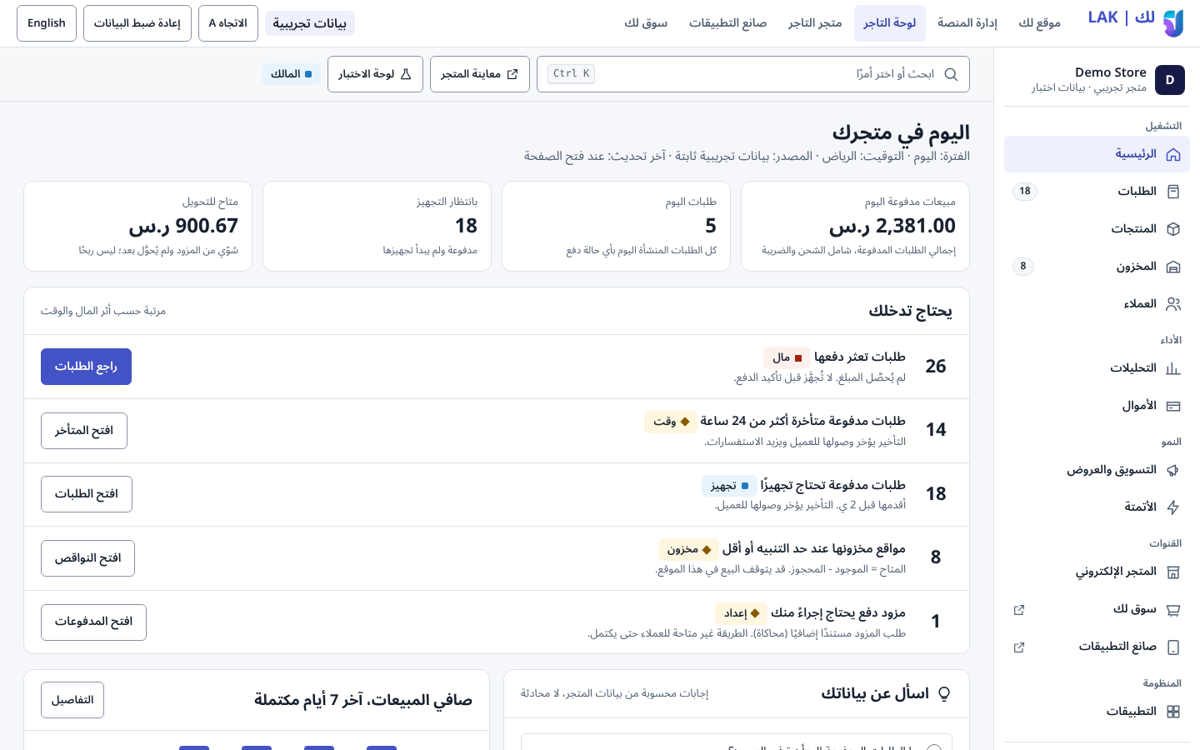 لك | LAK
موقع لك
إدارة المنصة
لوحة التاجر
متجر التاجر
صانع التطبيقات
سوق لك
بيانات تجريبية
الاتجاه A
إعادة ضبط البيانات
English
D
Demo Store
متجر تجريبي · بيانات اختبار
التشغيل
الرئيسية
الطلبات
18
المنتجات
المخزون
8
العملاء
الأداء
التحليلات
الأموال
النمو
التسويق والعروض
الأتمتة
القنوات
المتجر الإلكتروني
سوق لك
صانع التطبيقات
المنظومة
التطبيقات
ابحث أو اختر أمرًا
Ctrl K
معاينة المتجر
لوحة الاختبار
المالك
اليوم في متجرك
الفترة: اليوم · التوقيت: الرياض · المصدر: بيانات تجريبية ثابتة · آخر تحديث: عند فتح الصفحة
مبيعات مدفوعة اليوم
2,381.00 ر.س
إجمالي الطلبات المدفوعة، شامل الشحن والضريبة
طلبات اليوم
5
كل الطلبات المنشأة اليوم بأي حالة دفع
بانتظار التجهيز
18
مدفوعة ولم يبدأ تجهيزها
متاح للتحويل
900.67 ر.س
سُوّي من المزود ولم يُحوَّل بعد؛ ليس ربحًا
يحتاج تدخلك
مرتبة حسب أثر المال والوقت
26
طلبات تعثر دفعها
مال
لم يُحصَّل المبلغ. لا تُجهَّز قبل تأكيد الدفع.
راجع الطلبات
14
طلبات مدفوعة متأخرة أكثر من 24 ساعة
وقت
التأخير يؤخر وصولها للعميل ويزيد الاستفسارات.
افتح المتأخر
18
طلبات مدفوعة تحتاج تجهيزًا
تجهيز
أقدمها قبل 2 ي. التأخير يؤخر وصولها للعميل.
افتح الطلبات
8
مواقع مخزونها عند حد التنبيه أو أقل
مخزون
المتاح = الموجود - المحجوز. قد يتوقف البيع في هذا الموقع.
افتح النواقص
1
مزود دفع يحتاج إجراءً منك
إعداد
طلب المزود مستندًا إضافيًا (محاكاة). الطريقة غير متاحة للعملاء حتى يكتمل.
افتح المدفوعات
اسأل عن بياناتك
إجابات محسوبة من بيانات المتجر، لا محادثة
صافي المبيعات، آخر 7 أيام مكتملة
التفاصيل